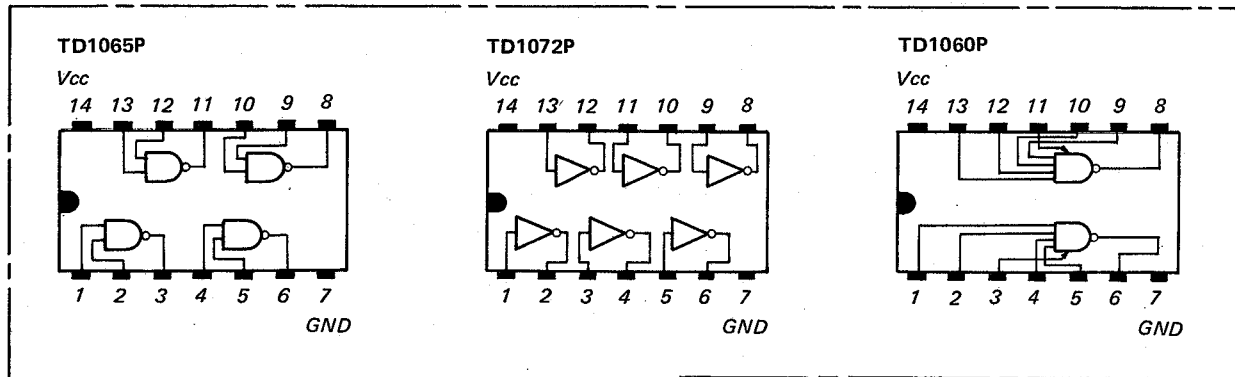 TD1065P
Vcc
14 13 12 11 10 9 8
1 2 3 4 5 6 7
GND
TD1072P
Vcc
14 13 12 11 10 9 8
1 2 3 4 5 6 7
GND
TD1060P
Vcc
14 13 12 11 10 9 8
1 2 3 4 5 6 7
GND